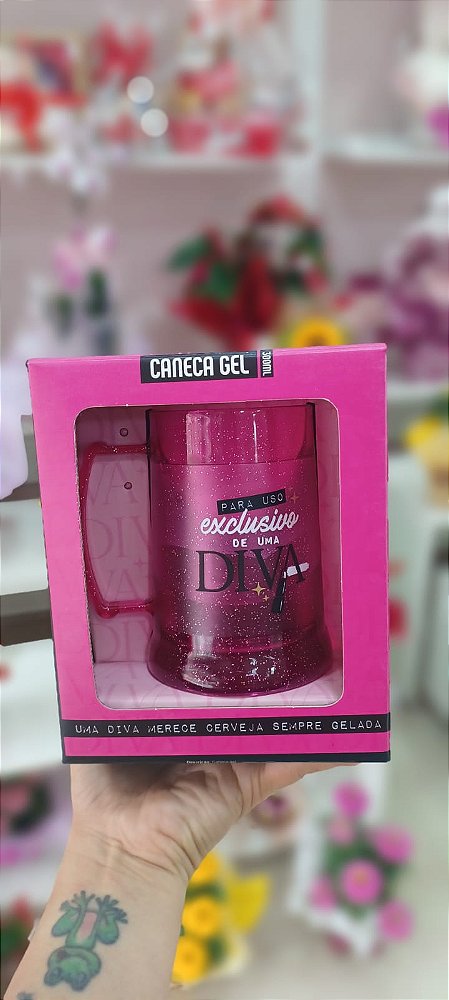 CANECA GEL
300ML
PARA USO
exclusivo
DE UMA
DIVA
UMA DIVA MERECE CERVEJA SEMPRE GELADA